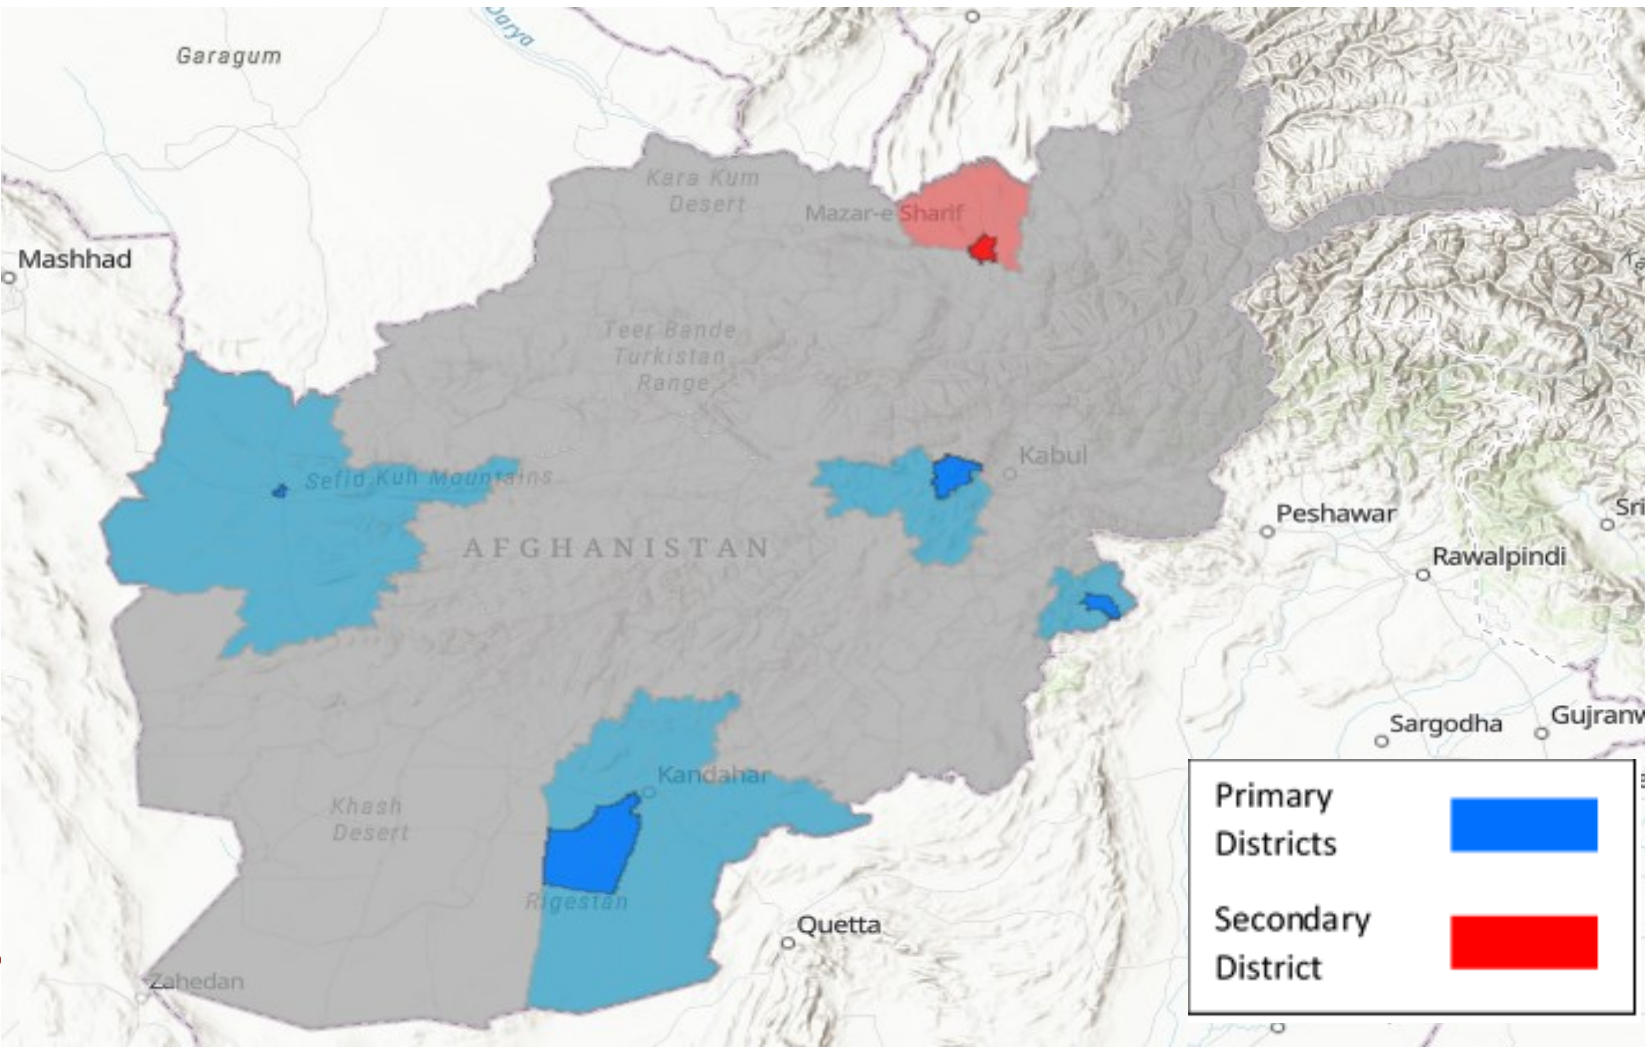 Darya
Garagum
Kara Kum
Desert
Mazar-e Sharif
Mashhad
Teer Bande
Turkistan
Range
Sefid Kuh Mountains
Kabul
Peshawar
AFGHANISTAN
Rawalpindi
Sargodha
Kandahar
Khash
Desert
Rigestan
Quetta
Zahedan
Primary
Districts
Secondary
District